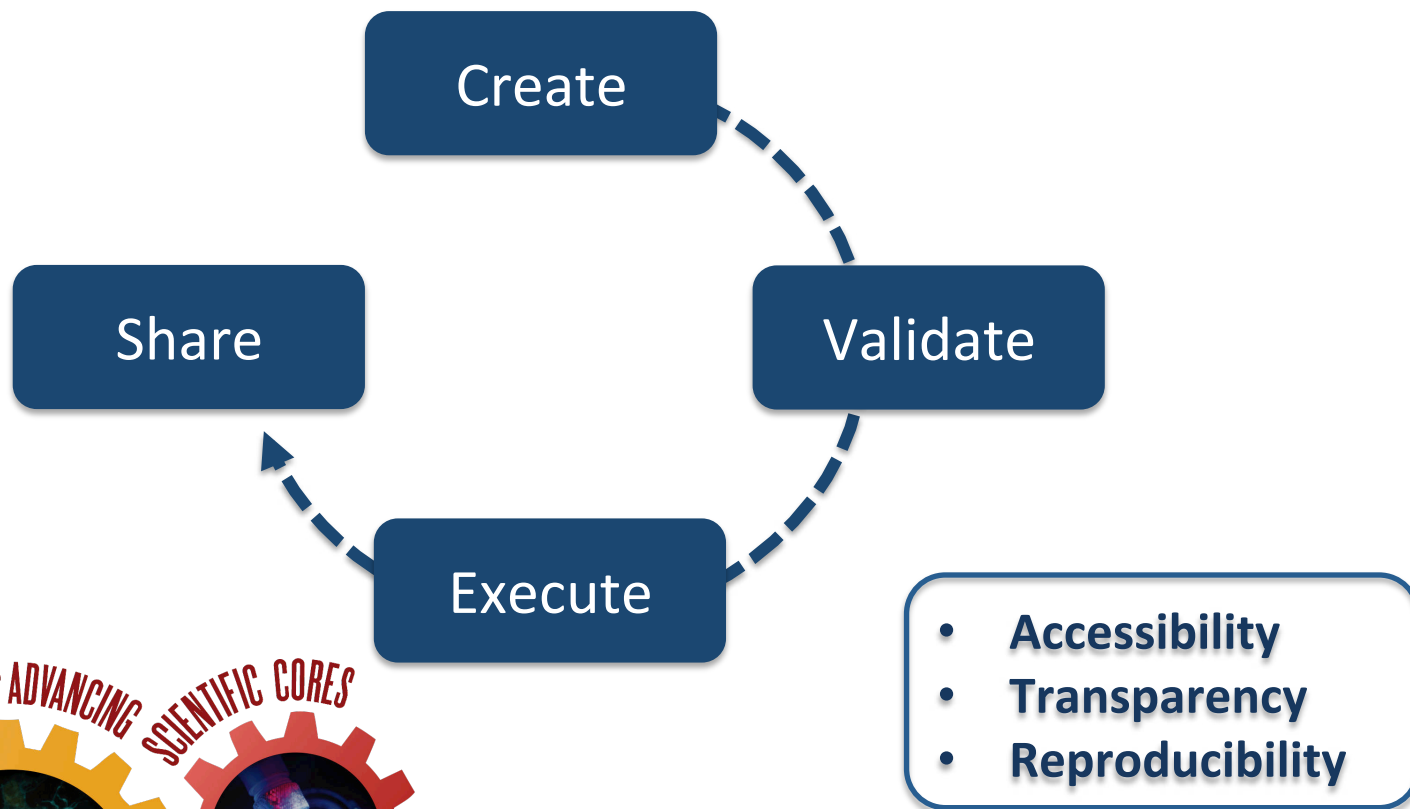 Create
Share
Validate
Execute
ADVANCING
SCIENTIFIC CORES
• Accessibility
• Transparency
• Reproducibility